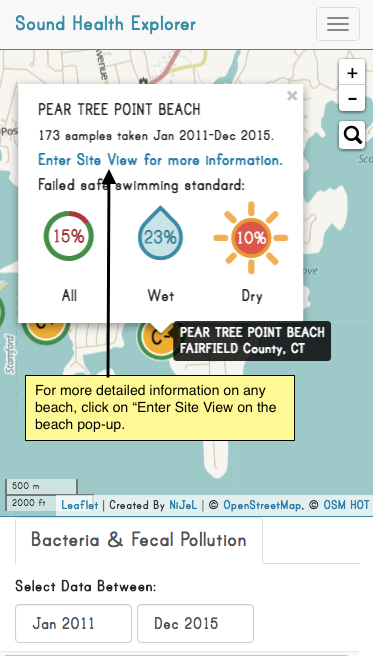 Sound Health Explorer
venue
+
-
Pos
×
PEAR TREE POINT BEACH
173 samples taken Jan 2011-Dec 2015.
Enter Site View for more information.
Failed safe swimming standard:
15%
23%
10%
All
Wet
Dry
ove
Stamford
C-
C-
PEAR TREE POINT BEACH
FAIRFIELD County, CT
For more detailed information on any
beach, click on “Enter Site View on the
beach pop-up.
500 m
2000 ft
Leaflet | Created By NiJeL | © OpenStreetMap, © OSM HOT
Bacteria & Fecal Pollution
Select Data Between:
Jan 2011
Dec 2015